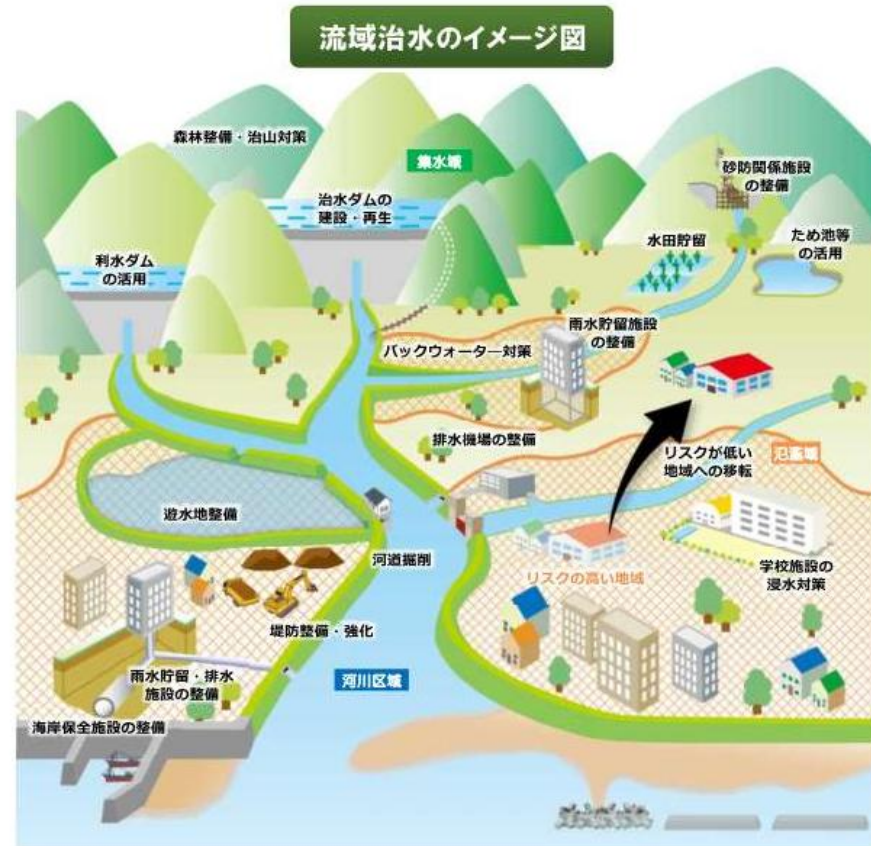 流域治水のイメージ図
森林整備・治山対策
集水域
砂防関係施設
の整備
治水ダムの
建設・再生
水田貯留
ため池等
の活用
利水ダム
の活用
雨水貯留施設
の整備
バックウォーター対策
排水機場の整備
リスクが低い
地域への移転
氾濫域
遊水地整備
河道掘削
リスクの高い地域
学校施設の
浸水対策
堤防整備・強化
雨水貯留・排水
施設の整備
河川区域
海岸保全施設の整備